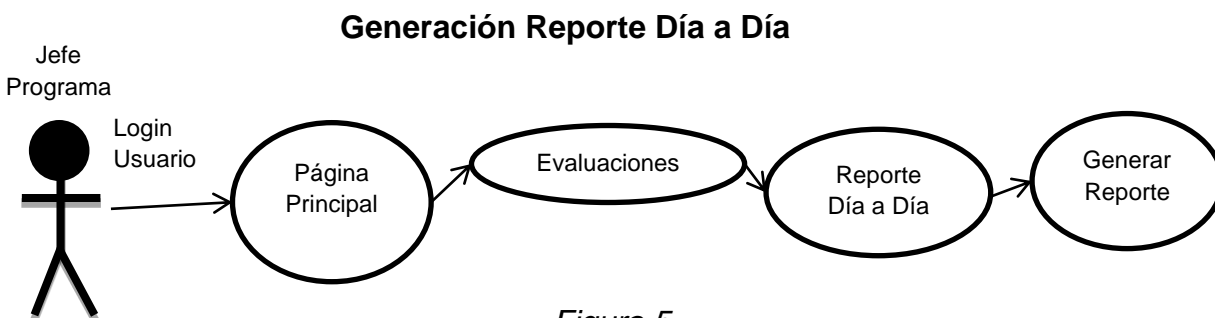 Generación Reporte Día a Día
Jefe
Programa
Login
Usuario
Página
Principal
Evaluaciones
Reporte
Día a Día
Generar
Reporte
Figura 5